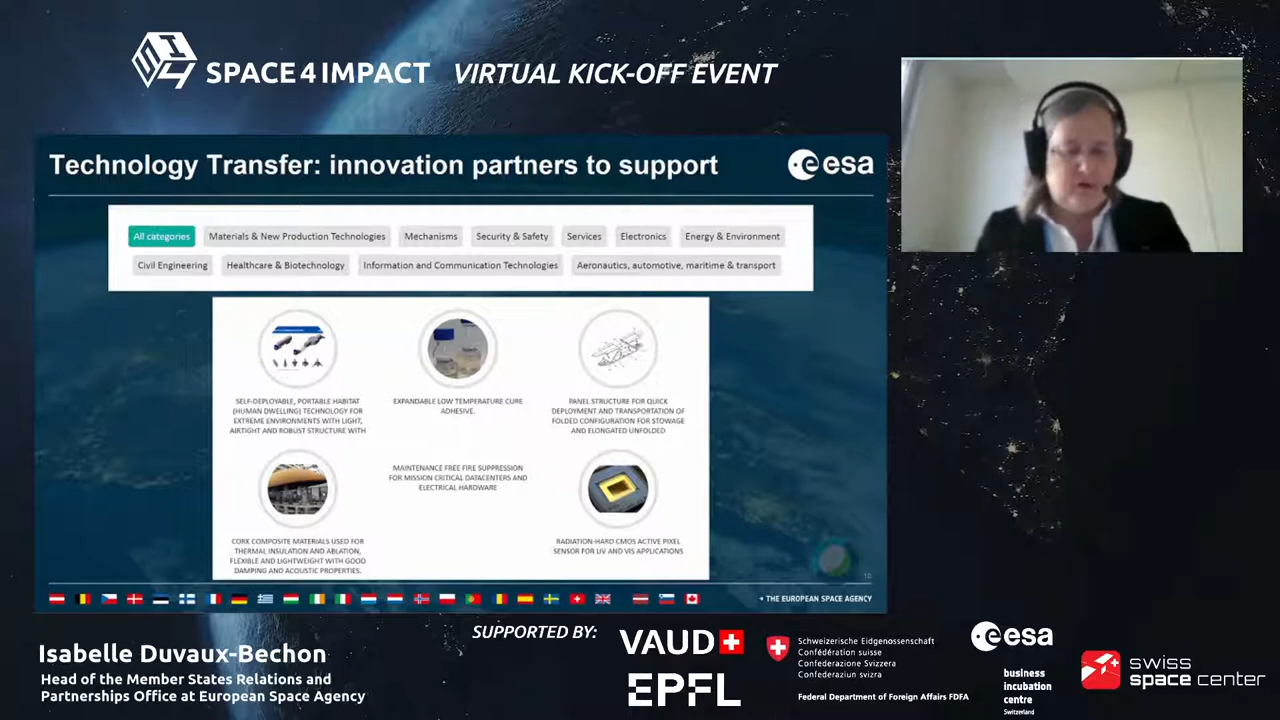 SPACE4IMPACT VIRTUAL KICK-OFF EVENT
Technology Transfer: innovation partners to support
esa
All categories Materials & New Production Technologies Mechanisms Security & Safety Services Electronics Energy & Environment
Civil Engineering Healthcare & Biotechnology Information and Communication Technologies Aeronautics, automotive, maritime & transport
SELF-DEPLOYABLE, PORTABLE HABITAT
(HUMAN DWELLING) TECHNOLOGY FOR
EXTREME ENVIRONMENTS WITH LIGHT,
AIRTIGHT AND ROBUST STRUCTURE WITH
EXPANDABLE LOW TEMPERATURE CURE
ADHESIVE.
PANEL STRUCTURE FOR QUICK
DEPLOYMENT AND TRANSPORTATION OF
FOLDED CONFIGURATION FOR STOWAGE
AND ELONGATED UNFOLDED
CORK COMPOSITE MATERIALS USED FOR
THERMAL INSULATION AND ABLATION,
FLEXIBLE AND LIGHTWEIGHT WITH GOOD
DAMPING AND ACOUSTIC PROPERTIES.
MAINTENANCE FREE FIRE SUPPRESSION
FOR MISSION CRITICAL DATACENTERS AND
ELECTRICAL HARDWARE
RADIATION-HARD CMOS ACTIVE PIXEL
SENSOR FOR UV AND VIS APPLICATIONS
10
→ THE EUROPEAN SPACE AGENCY
Isabelle Duvaux-Bechon
Head of the Member States Relations and
Partnerships Office at European Space Agency
SUPPORTED BY:
VAUD
EPFL
Schweizerische Eidgenossenschaft
Confédération suisse
Confederazione Svizzera
Confederaziun svizra
Federal Department of Foreign Affairs FDFA
esa
business
incubation
centre
Switzerland
swiss
space center